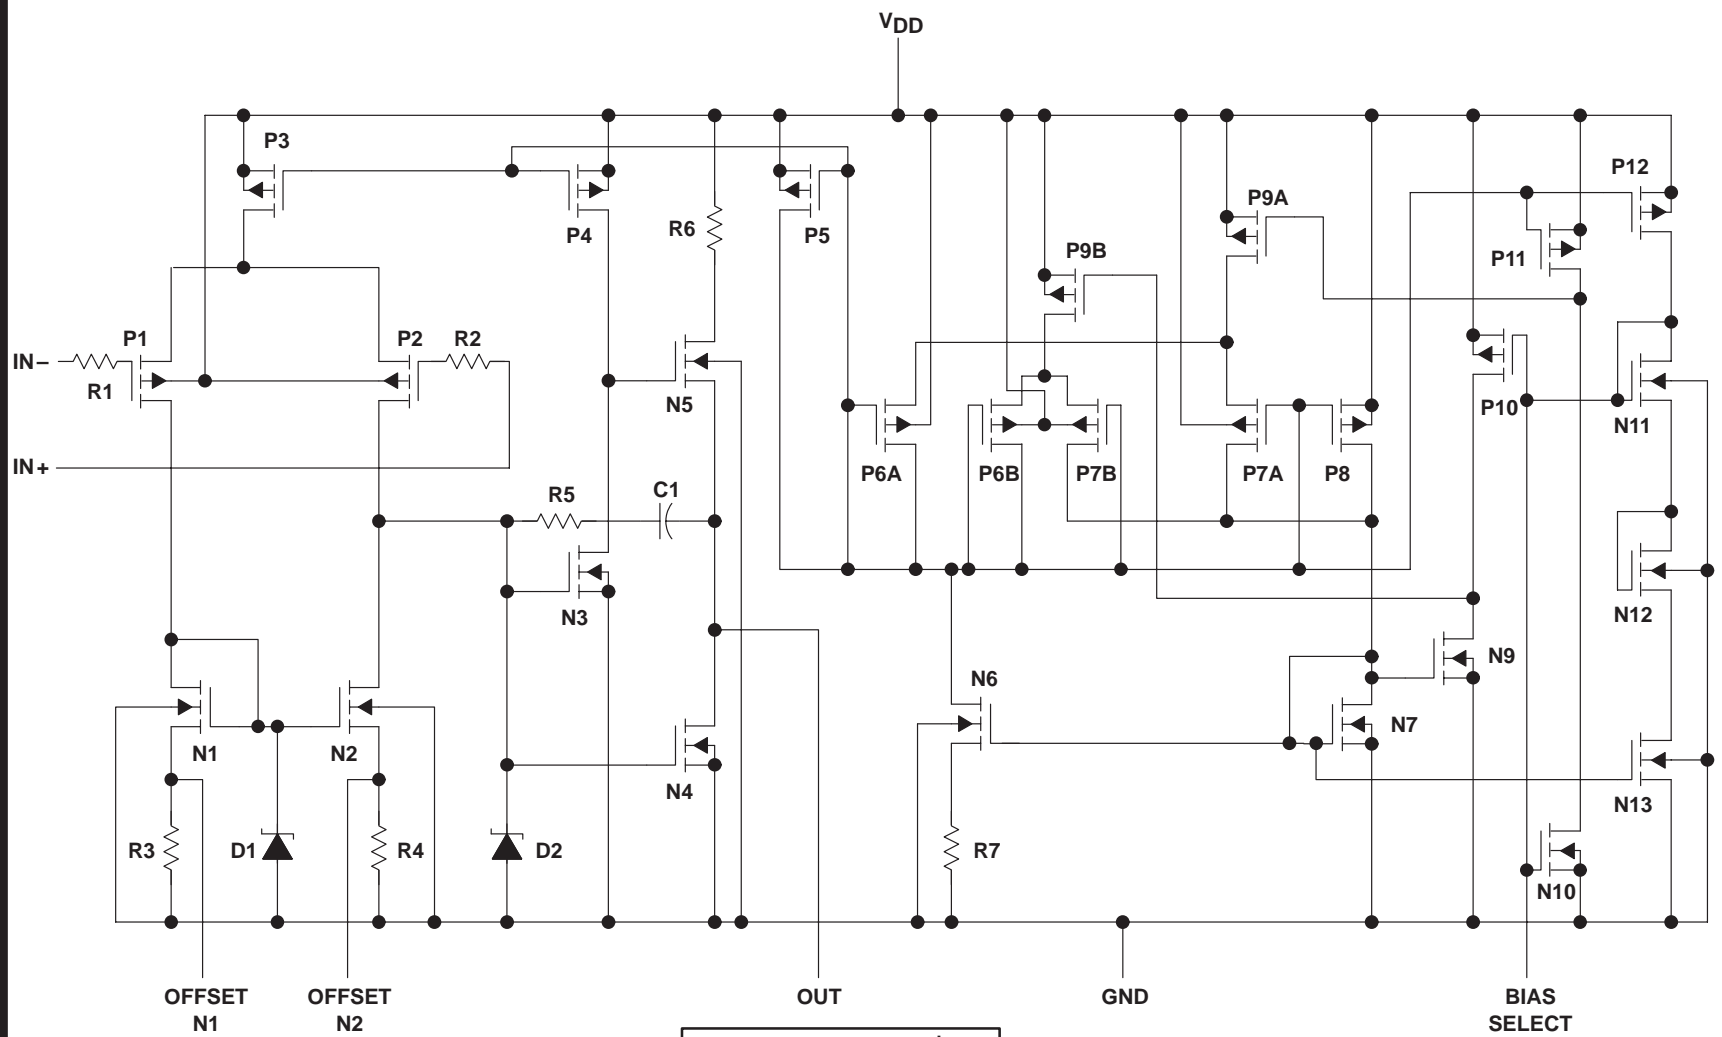 VDD
P3
P12
P9A
P4
R6
P5
P9B
P11
P1
P2
R2
IN−
R1
N5
P10
N11
P6A
P6B
P7B
P7A
P8
IN+
R5
C1
N3
N12
N9
N6
N1
N2
N7
N4
N13
R3
D1
R4
D2
R7
N10
OFFSET
N1
OFFSET
N2
OUT
GND
BIAS
SELECT